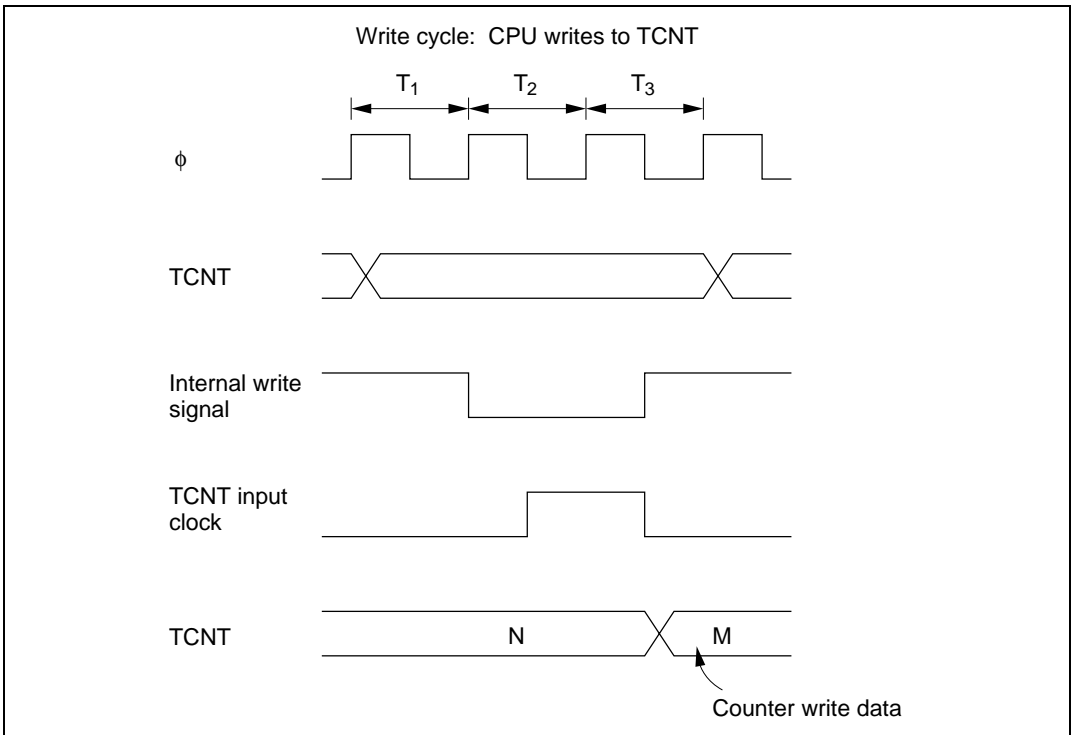 Write cycle: CPU writes to TCNT
T1 T2 T3
ϕ
TCNT
Internal write
signal
TCNT input
clock
TCNT
N M
Counter write data